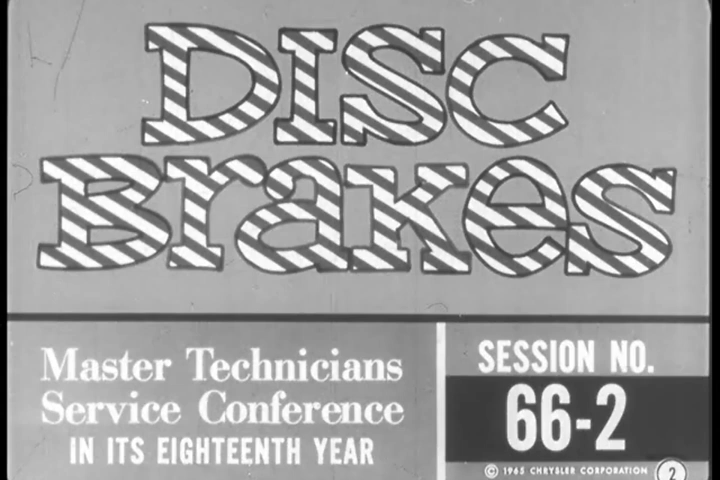 DISC
Brakes
Master Technicians
Service Conference
IN ITS EIGHTEENTH YEAR
SESSION NO.
66-2
© 1965 CHRYSLER CORPORATION
2